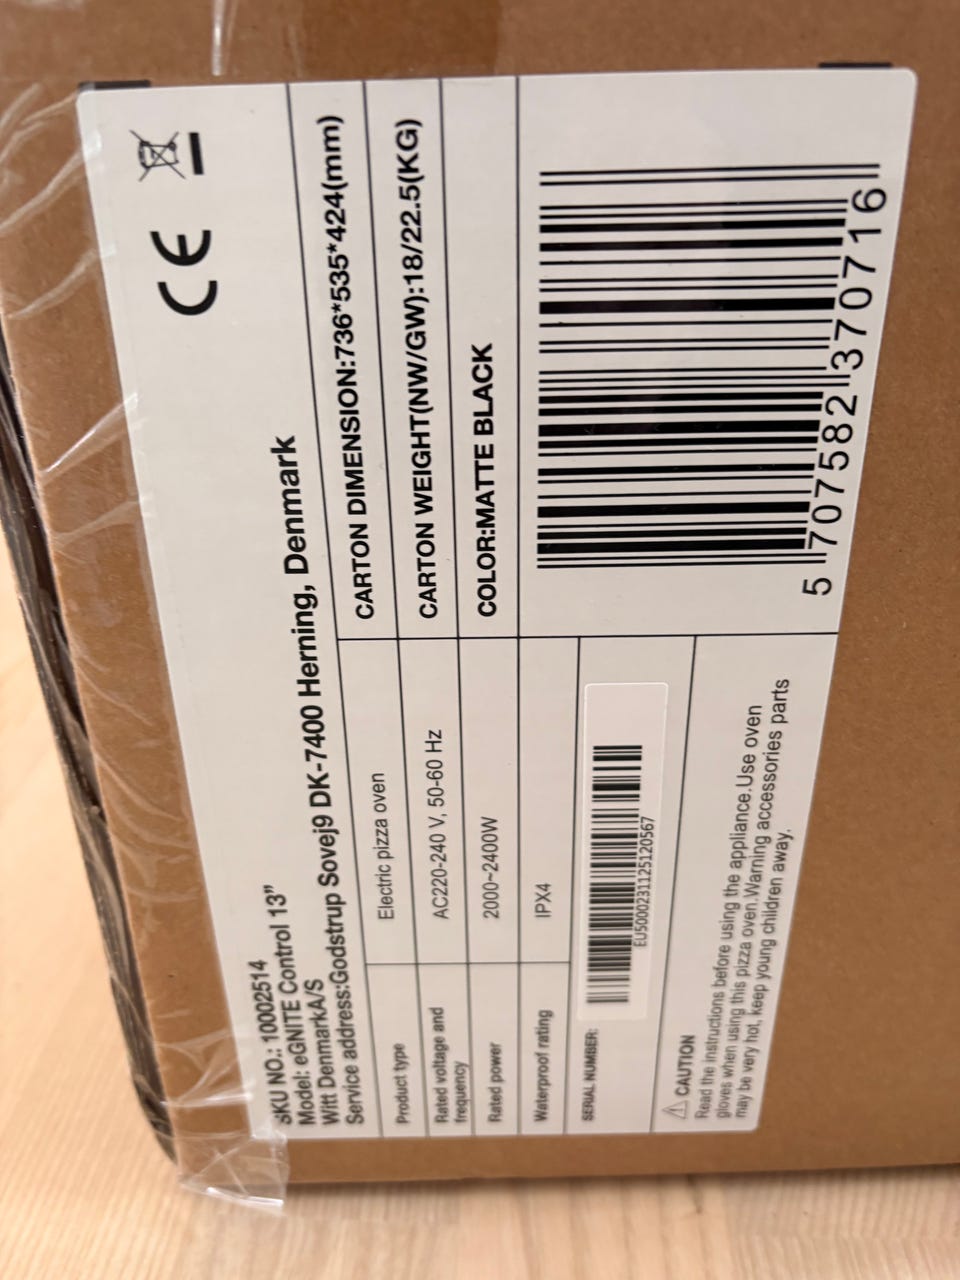 SKU NO.: 10002514
Model: eGNITE Control 13”
Witt DenmarkA/S
Service address:Godstrup Sovej9 DK-7400 Herning, Denmark
CE
Product type Electric pizza oven
Rated voltage and frequency AC220-240 V, 50-60 Hz
Rated power 2000~2400W
Waterproof rating IPX4
SERIAL NUMBER:
EU5000231125120567
CAUTION
Read the instructions before using the appliance.Use oven
gloves when using this pizza oven.Warning accessories parts
may be very hot, keep young children away.
CARTON DIMENSION:736*535*424(mm)
CARTON WEIGHT(NW/GW):18/22.5(KG)
COLOR:MATTE BLACK
5 707582 370716